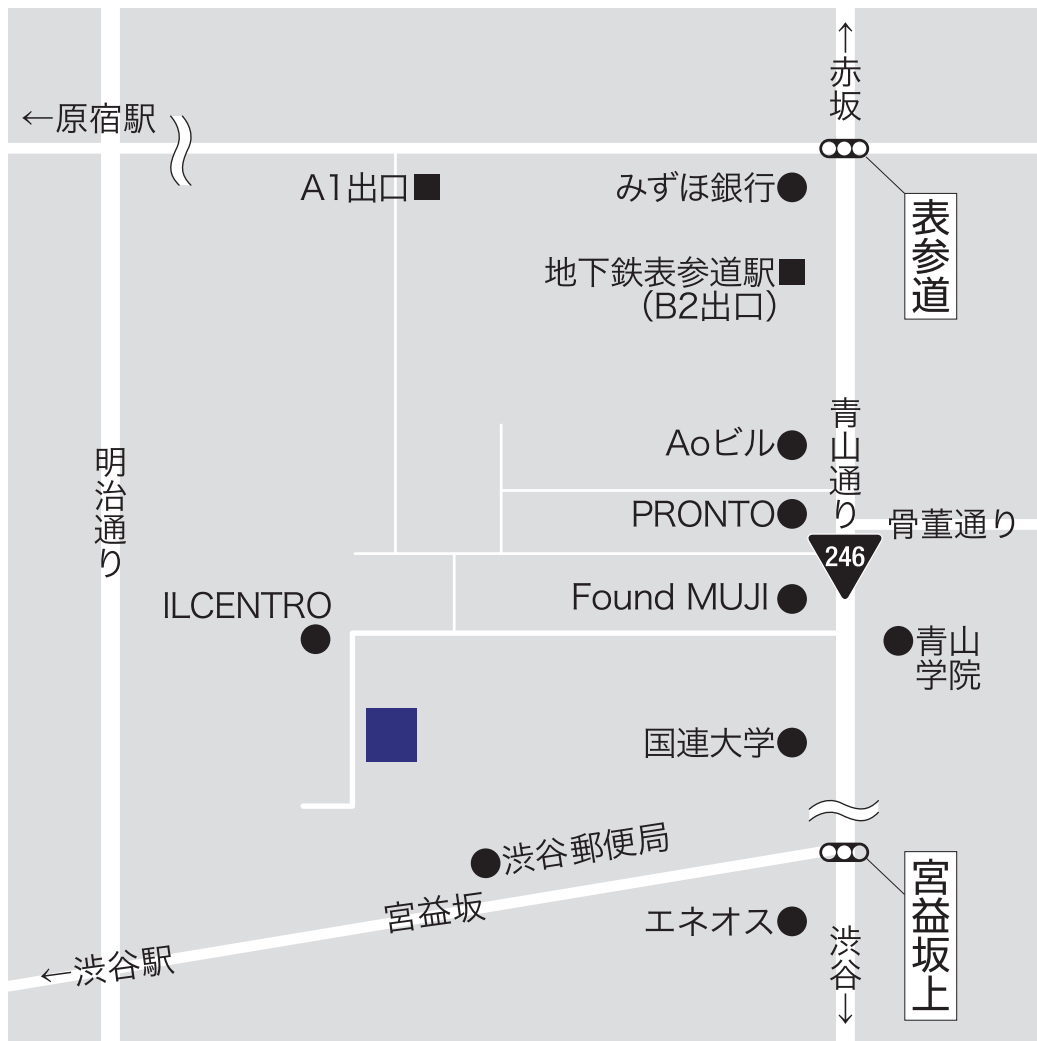 ↑赤坂
←原宿駅
A1出口
みずほ銀行
表参道
地下鉄表参道駅
（B2出口）
青山通り
Aoビル
明治通り
PRONTO
骨董通り
246
Found MUJI
ILCENTRO
青山
学院
国連大学
渋谷郵便局
宮益坂
宮益坂上
エネオス
←渋谷駅
渋谷↓